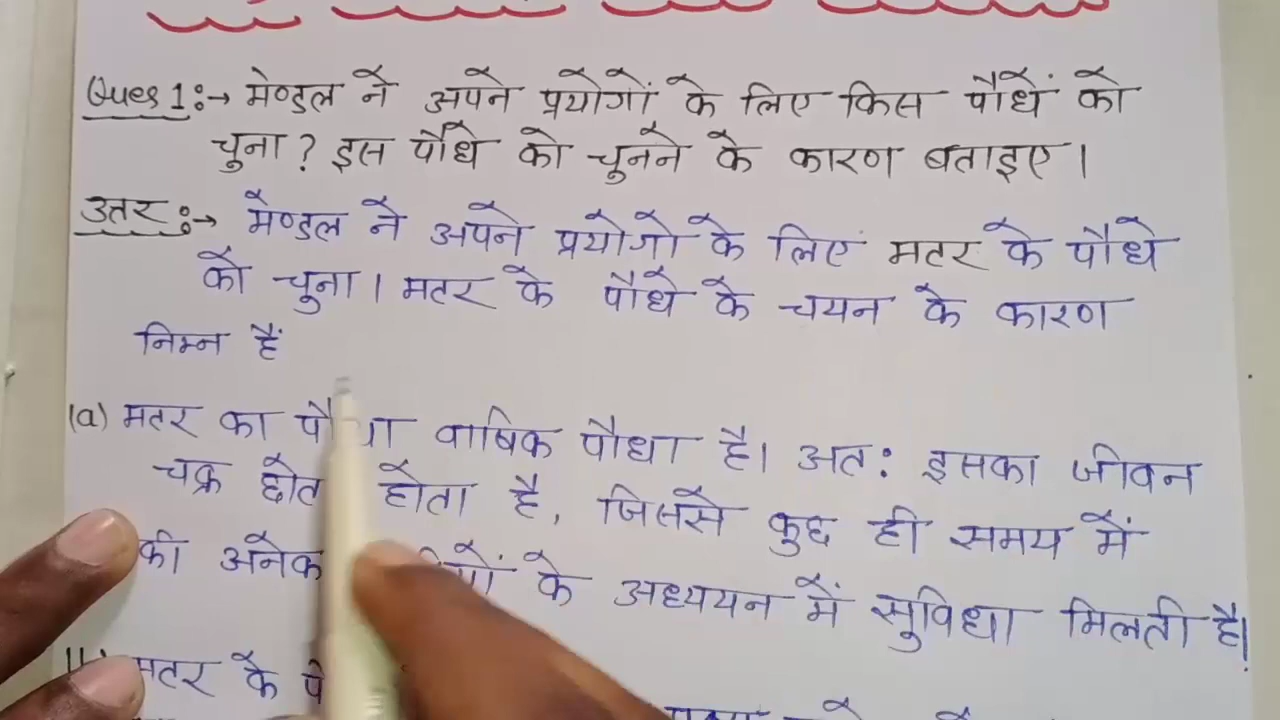 Ques 1:→ मेण्डल ने अपने प्रयोगों के लिए किस पौधें को
चुना? इस पौधे को चुनने के कारण बताइए।
उत्तर:→ मैण्डल ने अपने प्रयोगो के लिएं मटर के पौधे
को चुना। मटर के पौधे के चयन के कारण
निम्न हैं
(a) मटर का वार्षिक पौधा है। अतः इसका जीवन
चक्र होता है, जिससे कुछ ही समय में
की अनेक के अध्ययन में सुविधा मिलती है।
मटर के